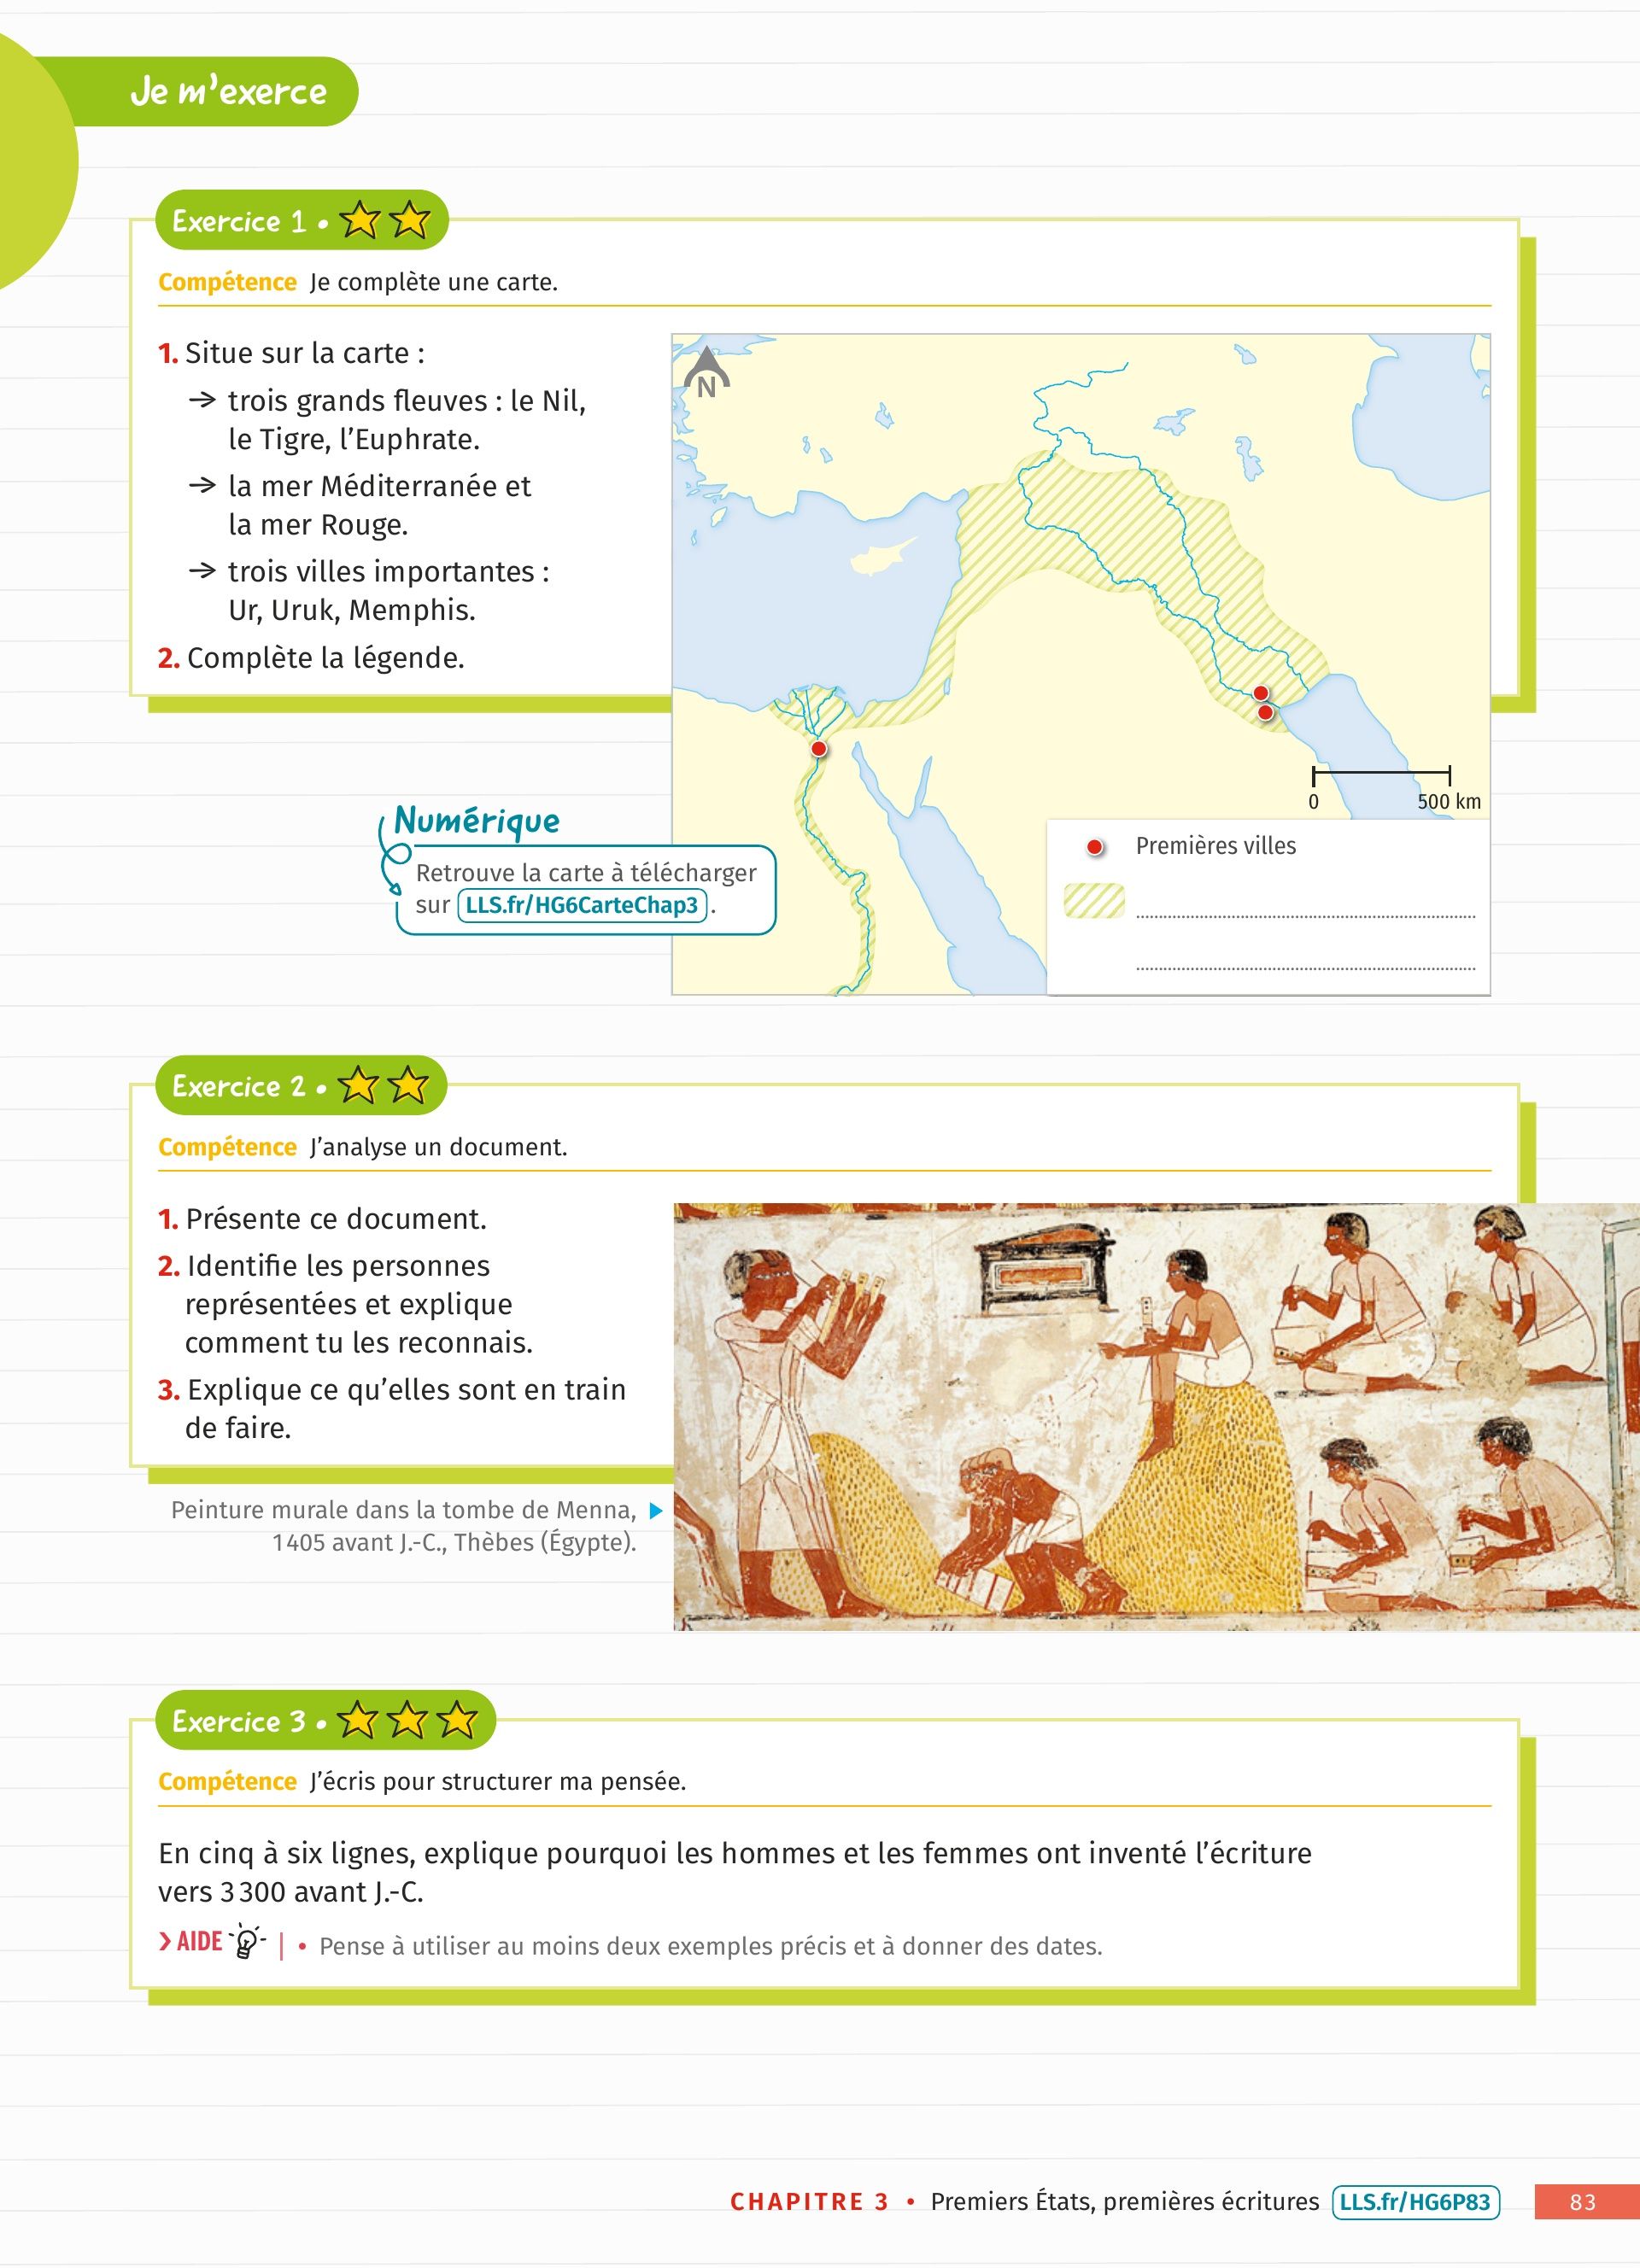 Je m'exerce
Exercice 1 •
Compétence Je complète une carte.
1. Situe sur la carte :
→ trois grands fleuves : le Nil,
le Tigre, l'Euphrate.
→ la mer Méditerranée et
la mer Rouge.
→ trois villes importantes :
Ur, Uruk, Memphis.
2. Complète la légende.
N
0 500 km
Premières villes
Numérique
Retrouve la carte à télécharger
sur LLS.fr/HG6CarteChap3 .
Exercice 2 •
Compétence J'analyse un document.
1. Présente ce document.
2. Identifie les personnes
représentées et explique
comment tu les reconnais.
3. Explique ce qu'elles sont en train
de faire.
Peinture murale dans la tombe de Menna,
1405 avant J.-C., Thèbes (Égypte).
Exercice 3 •
Compétence J'écris pour structurer ma pensée.
En cinq à six lignes, explique pourquoi les hommes et les femmes ont inventé l'écriture
vers 3300 avant J.-C.
> AIDE | • Pense à utiliser au moins deux exemples précis et à donner des dates.
CHAPITRE 3 • Premiers États, premières écritures LLS.fr/HG6P83 83